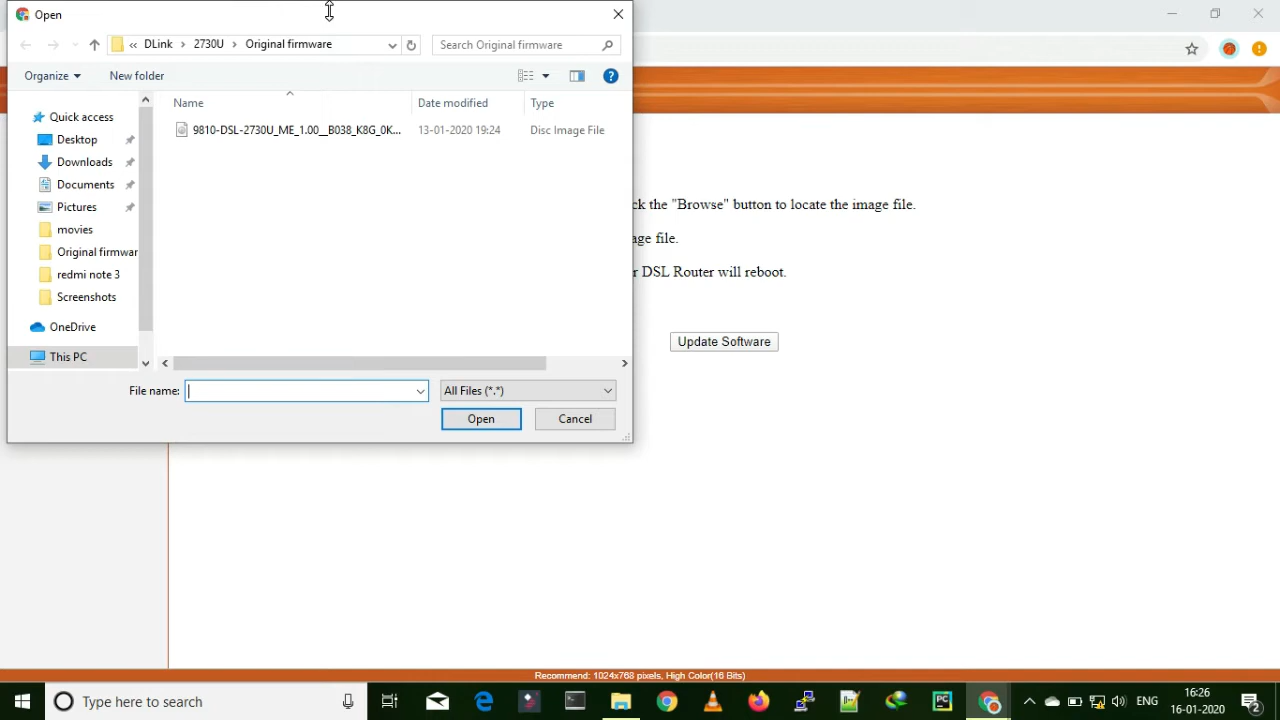 Open
« DLink › 2730U › Original firmware
Search Original firmware
Organize
New folder
?
Name
Date modified
Type
9810-DSL-2730U_ME_1.00__B038_K8G_0K...
13-01-2020 19:24
Disc Image File
Quick access
Desktop
Downloads
Documents
Pictures
movies
Original firmwar
redmi note 3
Screenshots
OneDrive
This PC
File name:
All Files (*.*)
Open
Cancel
ck the "Browse" button to locate the image file.
age file.
r DSL Router will reboot.
Update Software
Recommend: 1024x768 pixels, High Color(16 Bits)
Type here to search
PC
ENG
16:26
16-01-2020
2